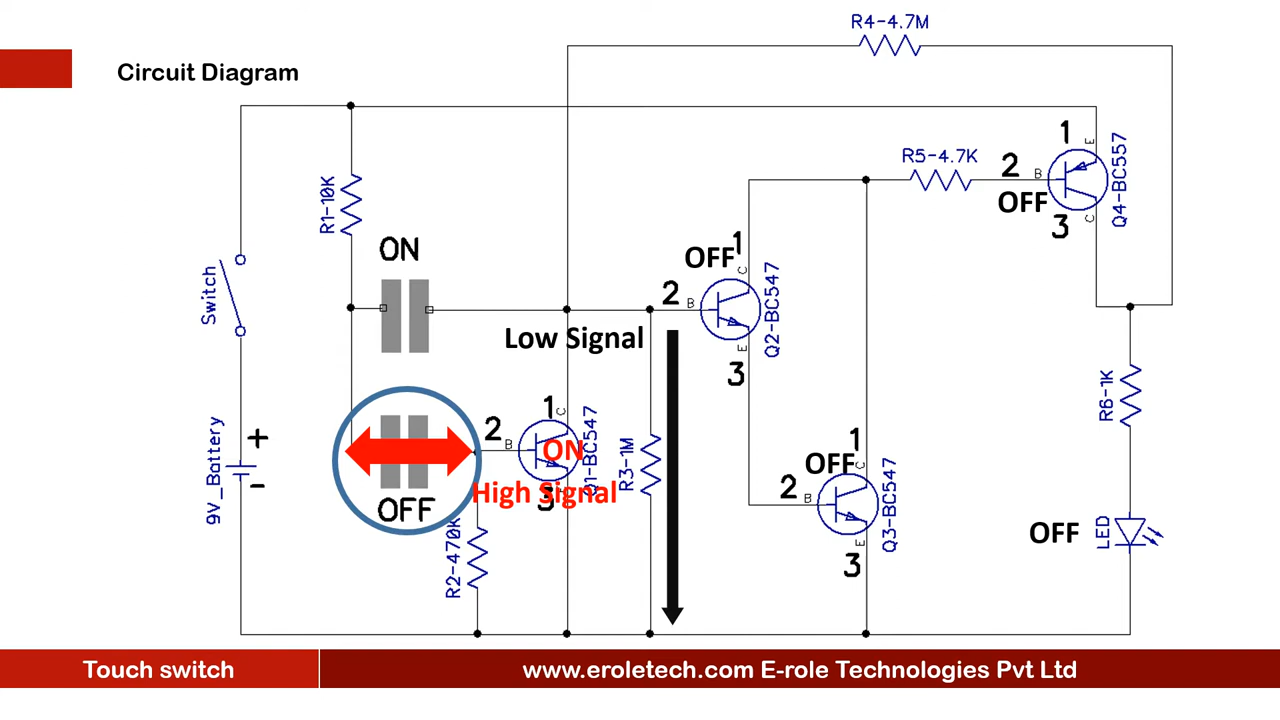 R4-4.7M
Circuit Diagram
1
E
R5-4.7K
2
B
OFF
3
C
Q4-BC557
R1-10K
ON
OFF
1
C
2
B
Q2-BC547
E
3
Switch
Low Signal
R6-1K
9V_Battery
+
-
2
B
1
C
ON
Q1-BC547
High Signal
3
OFF
R2-470K
R3-1M
1
OFF
C
2
B
Q3-BC547
E
3
OFF
LED
Touch switch
www.eroletech.com E-role Technologies Pvt Ltd